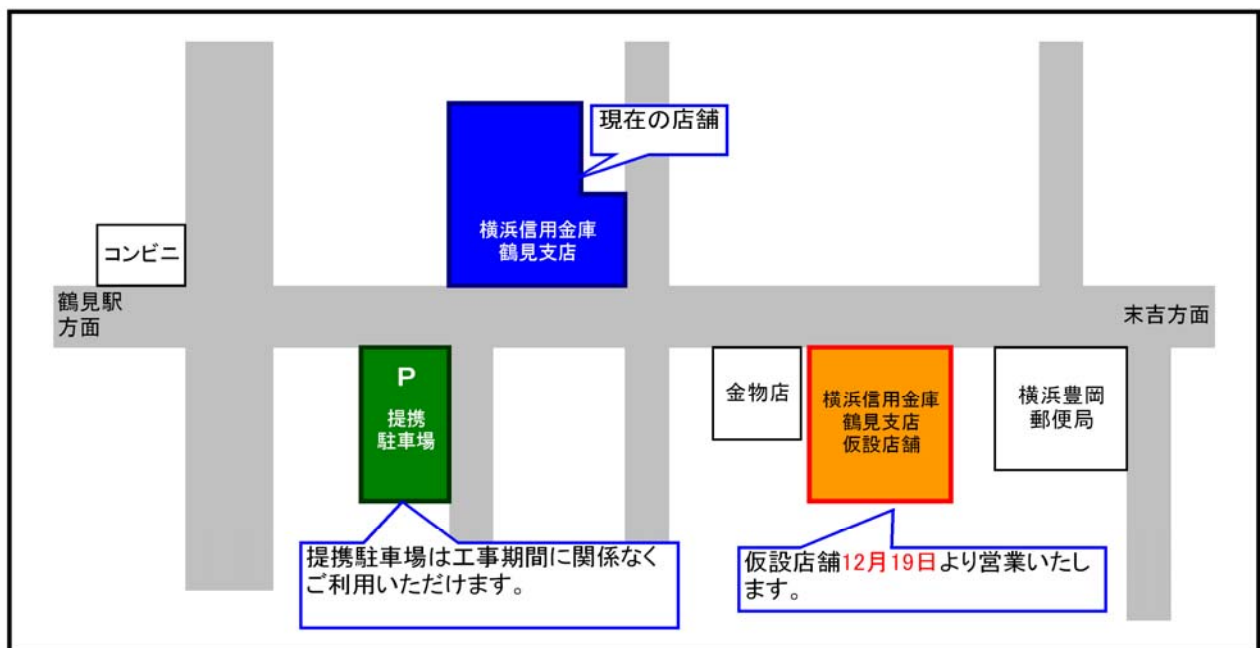 現在の店舗
横浜信用金庫
鶴見支店
コンビニ
鶴見駅
方面
末吉方面
P
提携
駐車場
金物店
横浜信用金庫
鶴見支店
仮設店舗
横浜豊岡
郵便局
提携駐車場は工事期間に関係なく
ご利用いただけます。
仮設店舗12月19日より営業いたし
ます。